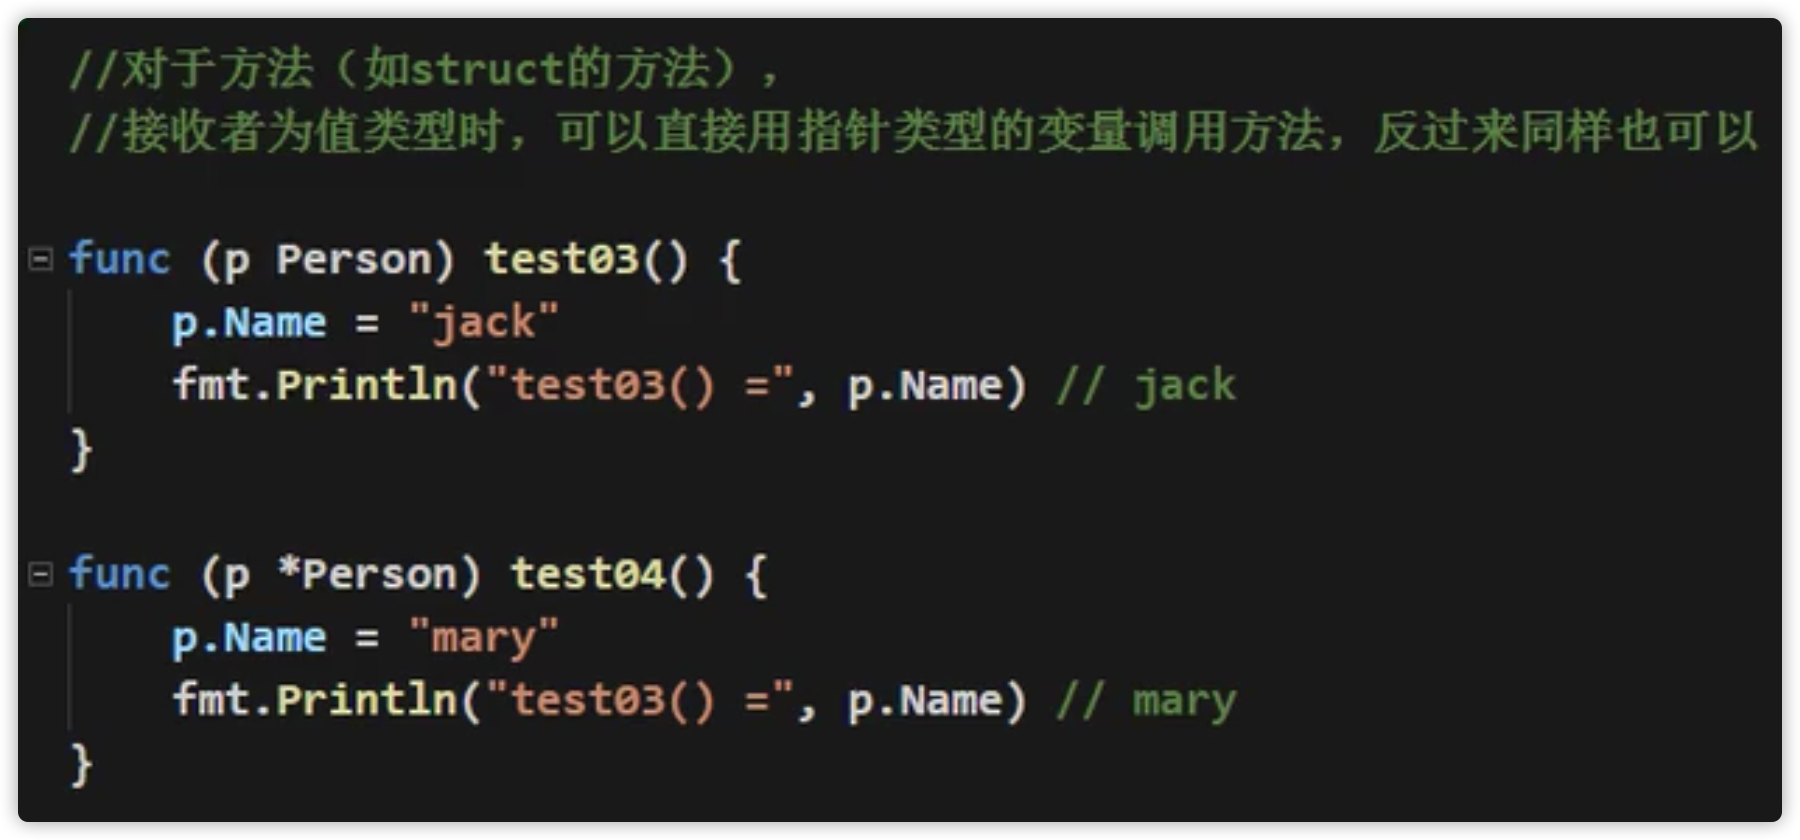 //对于方法（如struct的方法），
//接收者为值类型时，可以直接用指针类型的变量调用方法，反过来同样也可以
func (p Person) test03() {
p.Name = "jack"
fmt.Println("test03() =", p.Name) // jack
}
func (p *Person) test04() {
p.Name = "mary"
fmt.Println("test03() =", p.Name) // mary
}